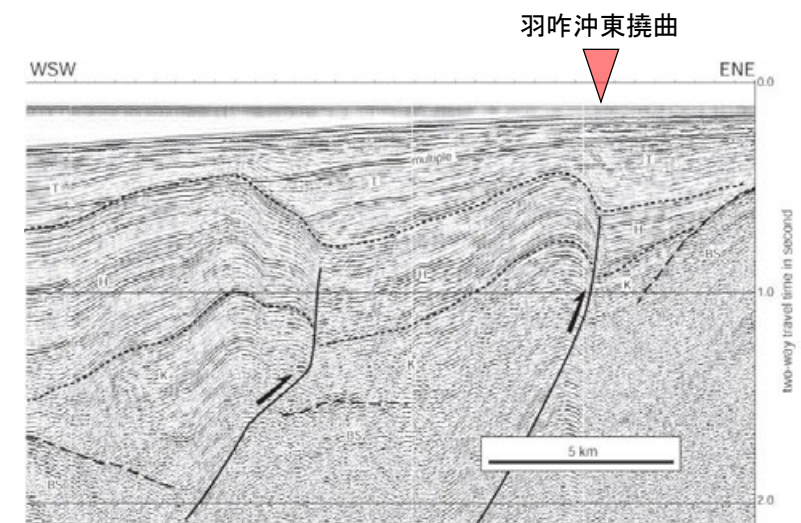 羽咋沖東撓曲
WSW
ENE
0.0
multiple
T
T
T
H
H
H
BS
K
1.0
K
K
BS
BS
5 km
two-way travel time in second
2.0